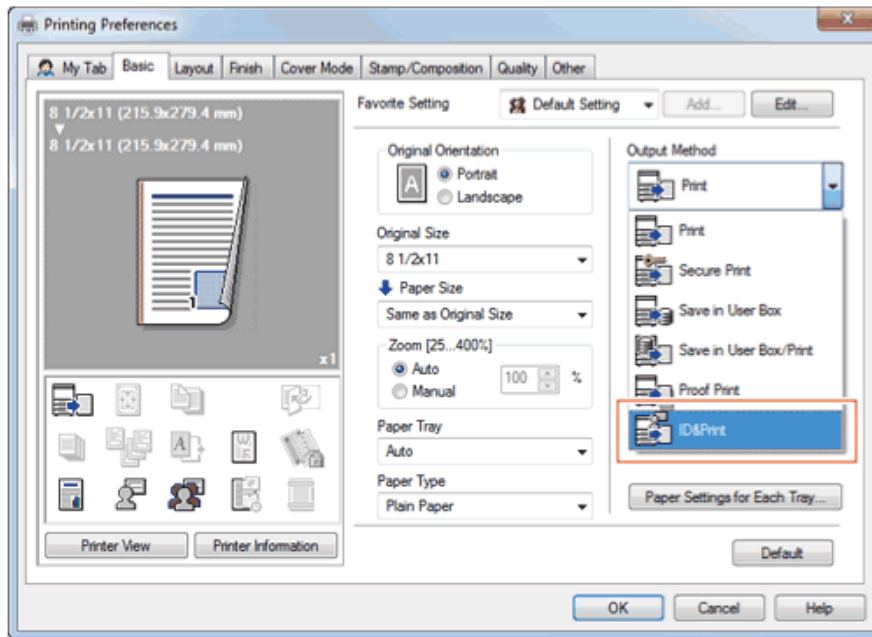 Printing Preferences
My Tab Basic Layout Finish Cover Mode Stamp/Composition Quality Other
8 1/2x11 (215.9x279.4 mm)
8 1/2x11 (215.9x279.4 mm)
1
x1
Printer View Printer Information
Favorite Setting Default Setting Add... Edit...
Original Orientation
A
Portrait
Landscape
Original Size
8 1/2x11
Paper Size
Same as Original Size
Zoom [25...400%]
Auto
Manual
100 %
Paper Tray
Auto
Paper Type
Plain Paper
Output Method
Print
Print
Secure Print
Save in User Box
Save in User Box/Print
Proof Print
ID&Print
Paper Settings for Each Tray...
Default
OK Cancel Help